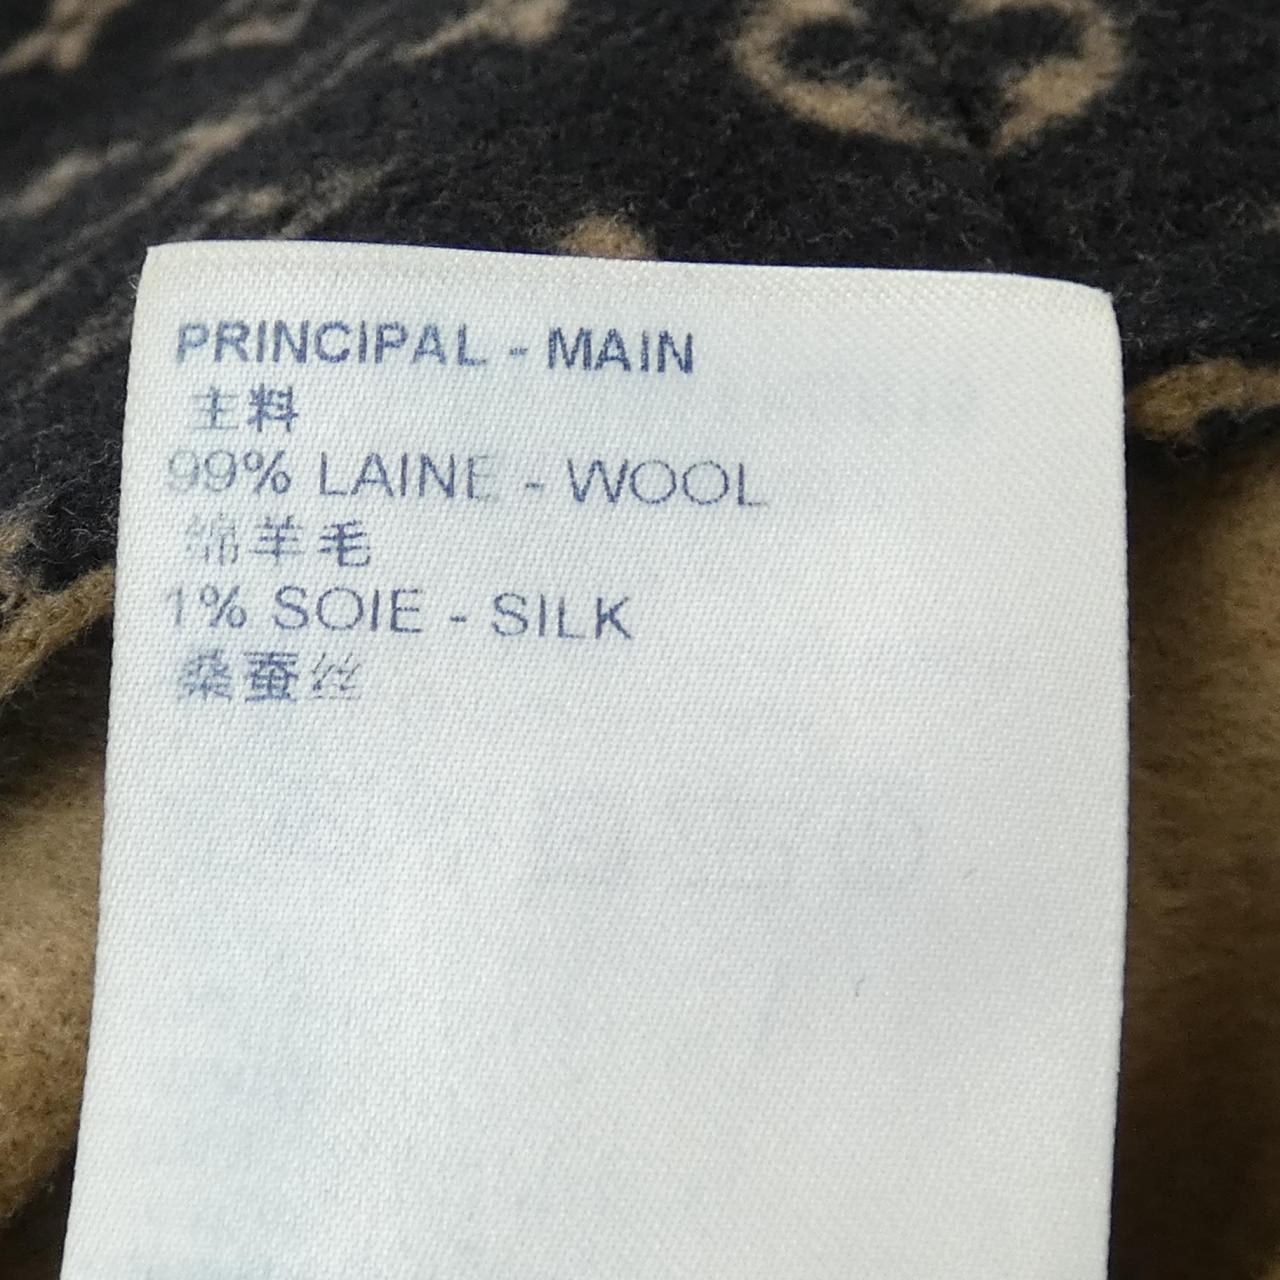 PRINCIPAL - MAIN
主料
99% LAINE - WOOL
绵羊毛
1% SOIE - SILK
桑蚕丝